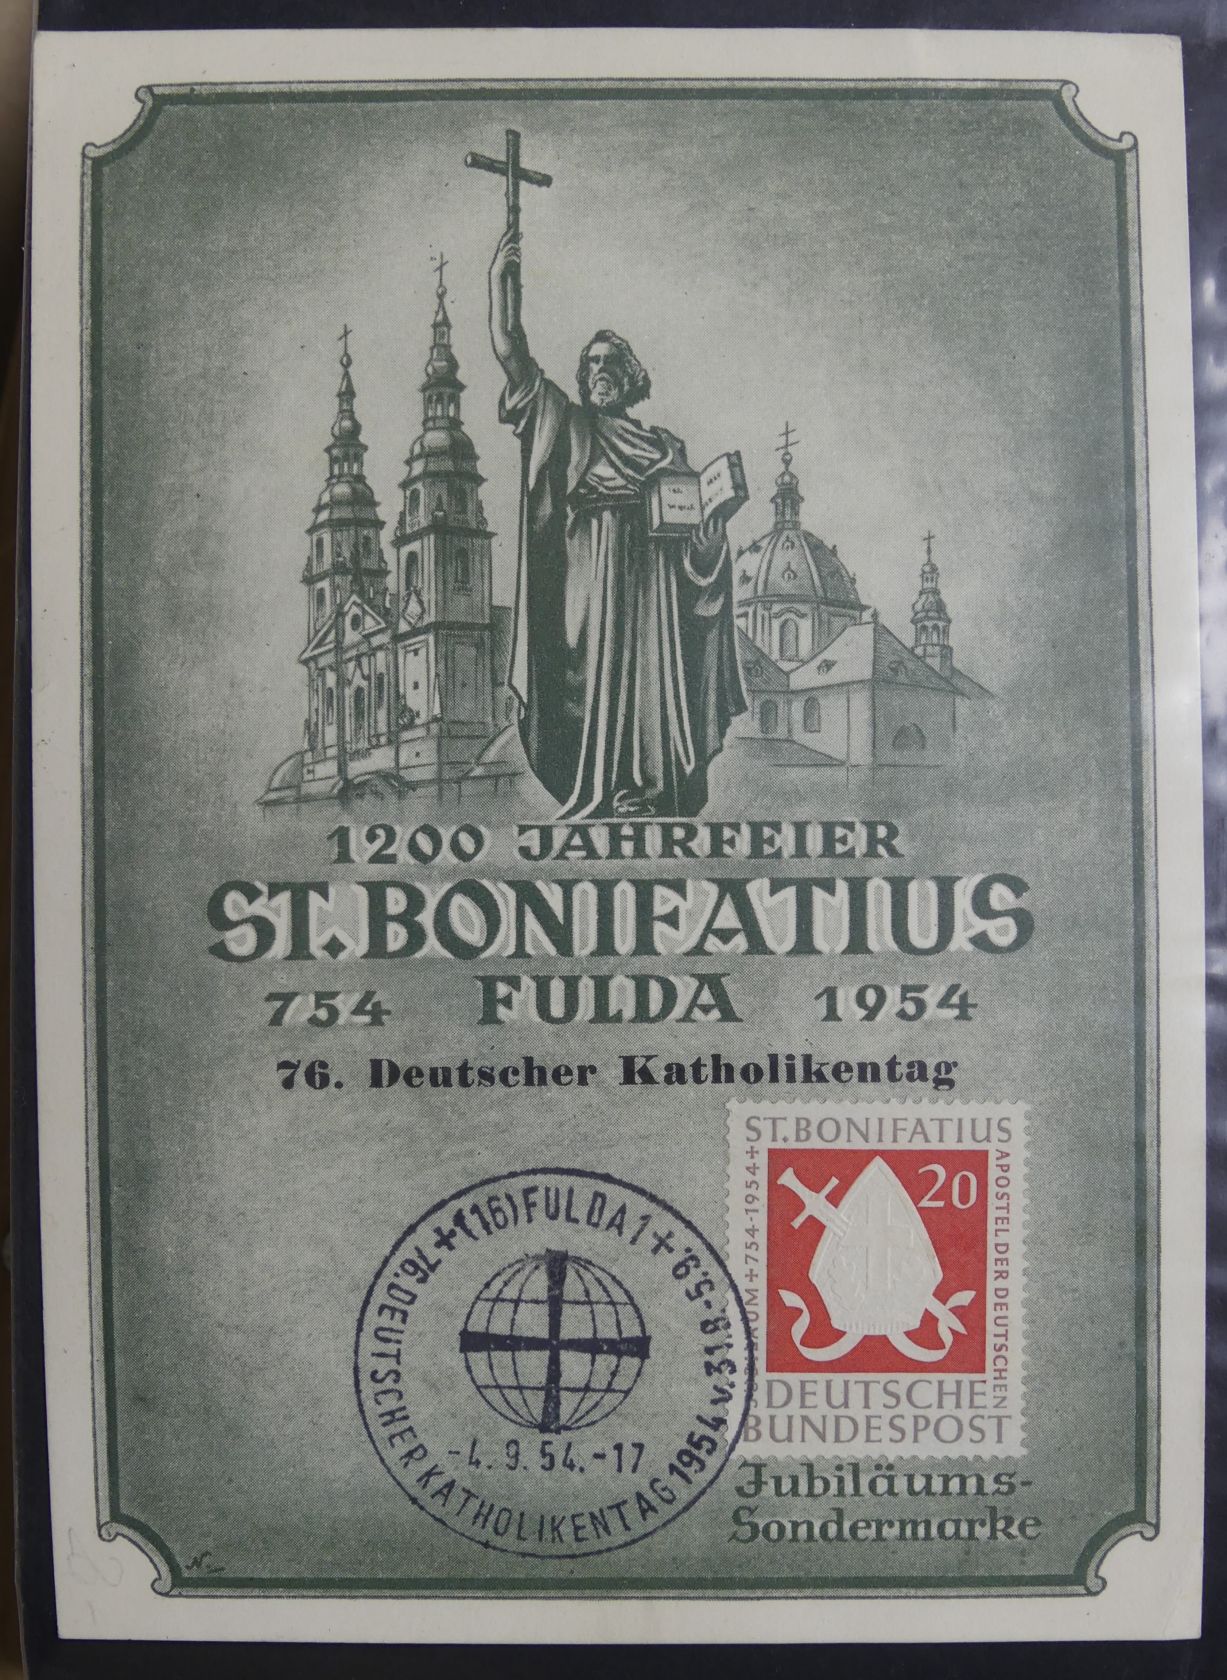 1200 JAHRFEIER
ST. BONIFATIUS
754 FULDA 1954
76. Deutscher Katholikentag
ST. BONIFATIUS
20
APOSTEL DER DEUTSCHEN
+754-1954+
DEUTSCHE
BUNDESPOST
(16) FULDA 1
+ 76. DEUTSCHER KATHOLIKENTAG 1954 v. 31.8.-5.9. +
-4.9.54.-17
Jubiläums-
Sondermarke